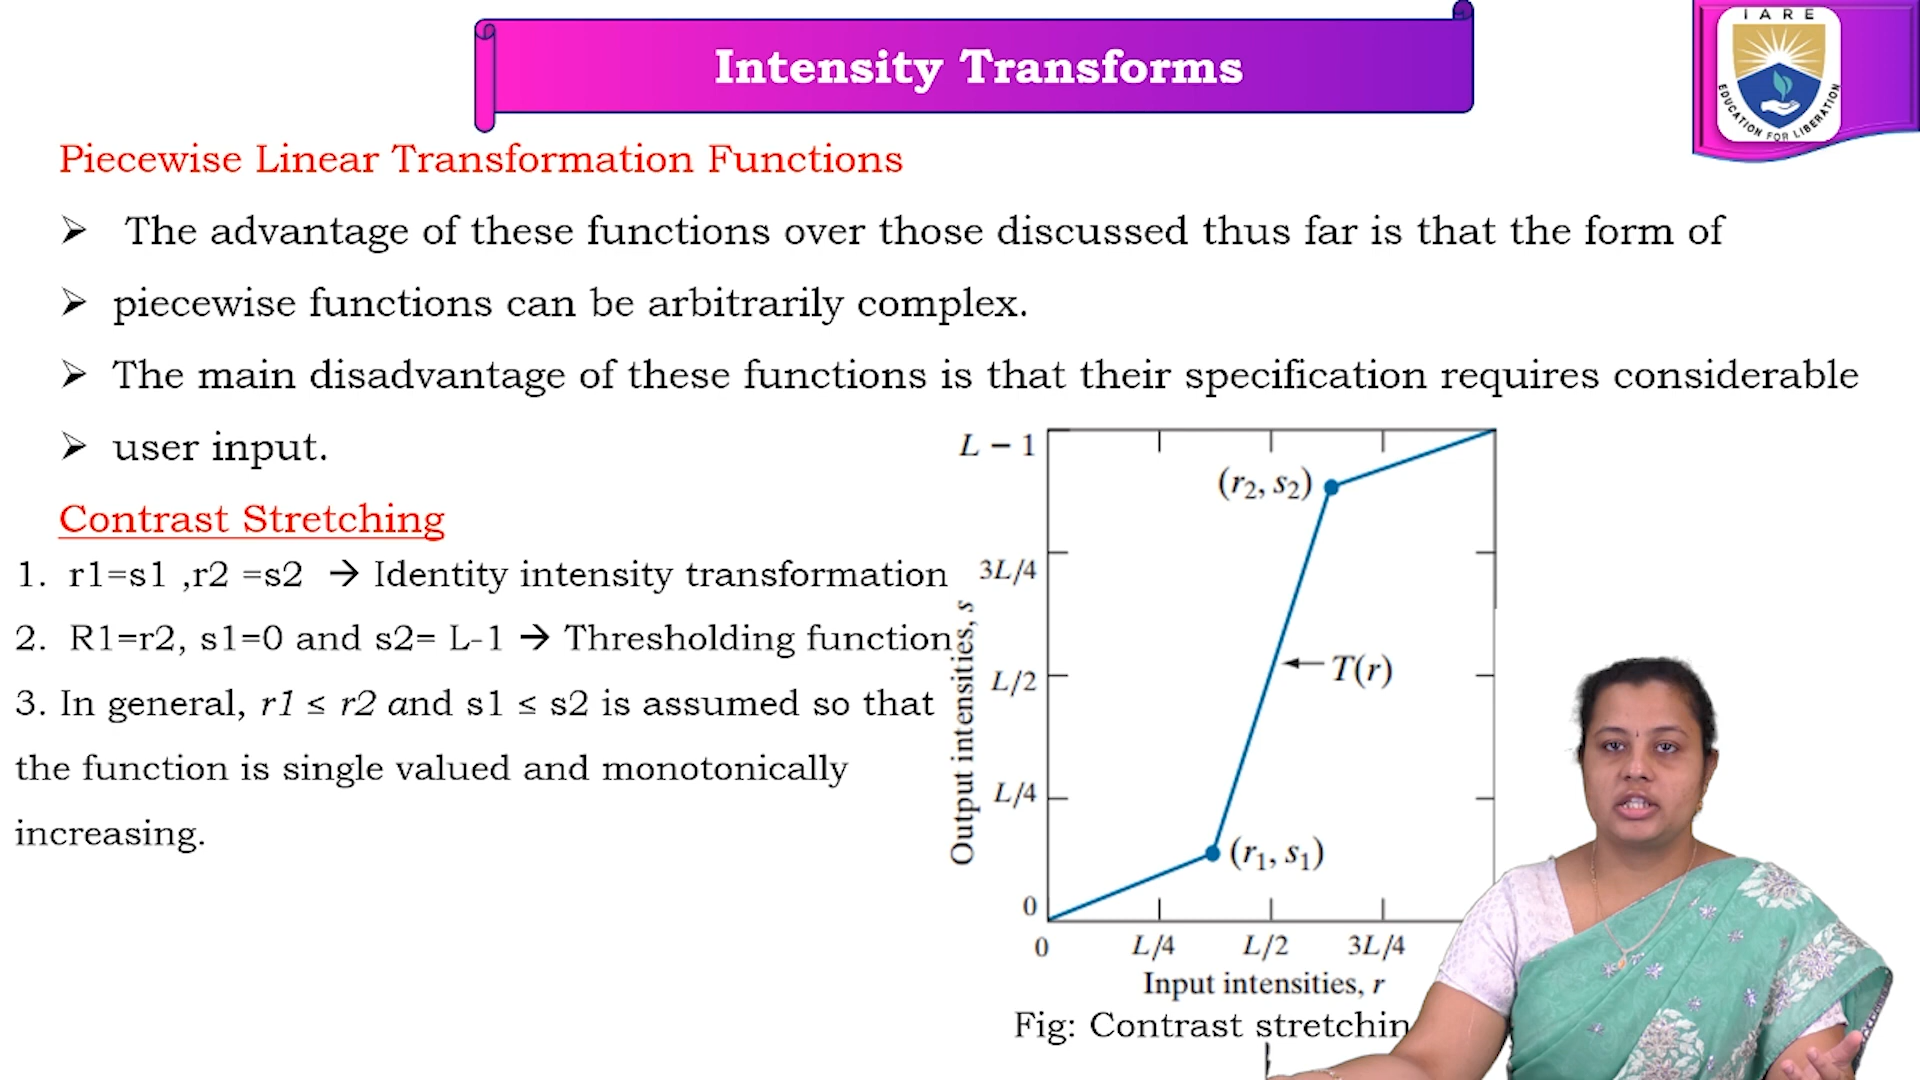 Intensity Transforms
IARE
EDUCATION FOR LIBERATION
Piecewise Linear Transformation Functions
➢ The advantage of these functions over those discussed thus far is that the form of
➢ piecewise functions can be arbitrarily complex.
➢ The main disadvantage of these functions is that their specification requires considerable
➢ user input.
Contrast Stretching
1. r1=s1 ,r2 =s2 → Identity intensity transformation
2. R1=r2, s1=0 and s2= L-1 → Thresholding function
3. In general, r1 ≤ r2 and s1 ≤ s2 is assumed so that
the function is single valued and monotonically
increasing.
L − 1
3L/4
L/2
L/4
0
Output intensities, s
(r₂, s₂)
T(r)
(r₁, s₁)
0 L/4 L/2 3L/4
Input intensities, r
Fig: Contrast stretchin